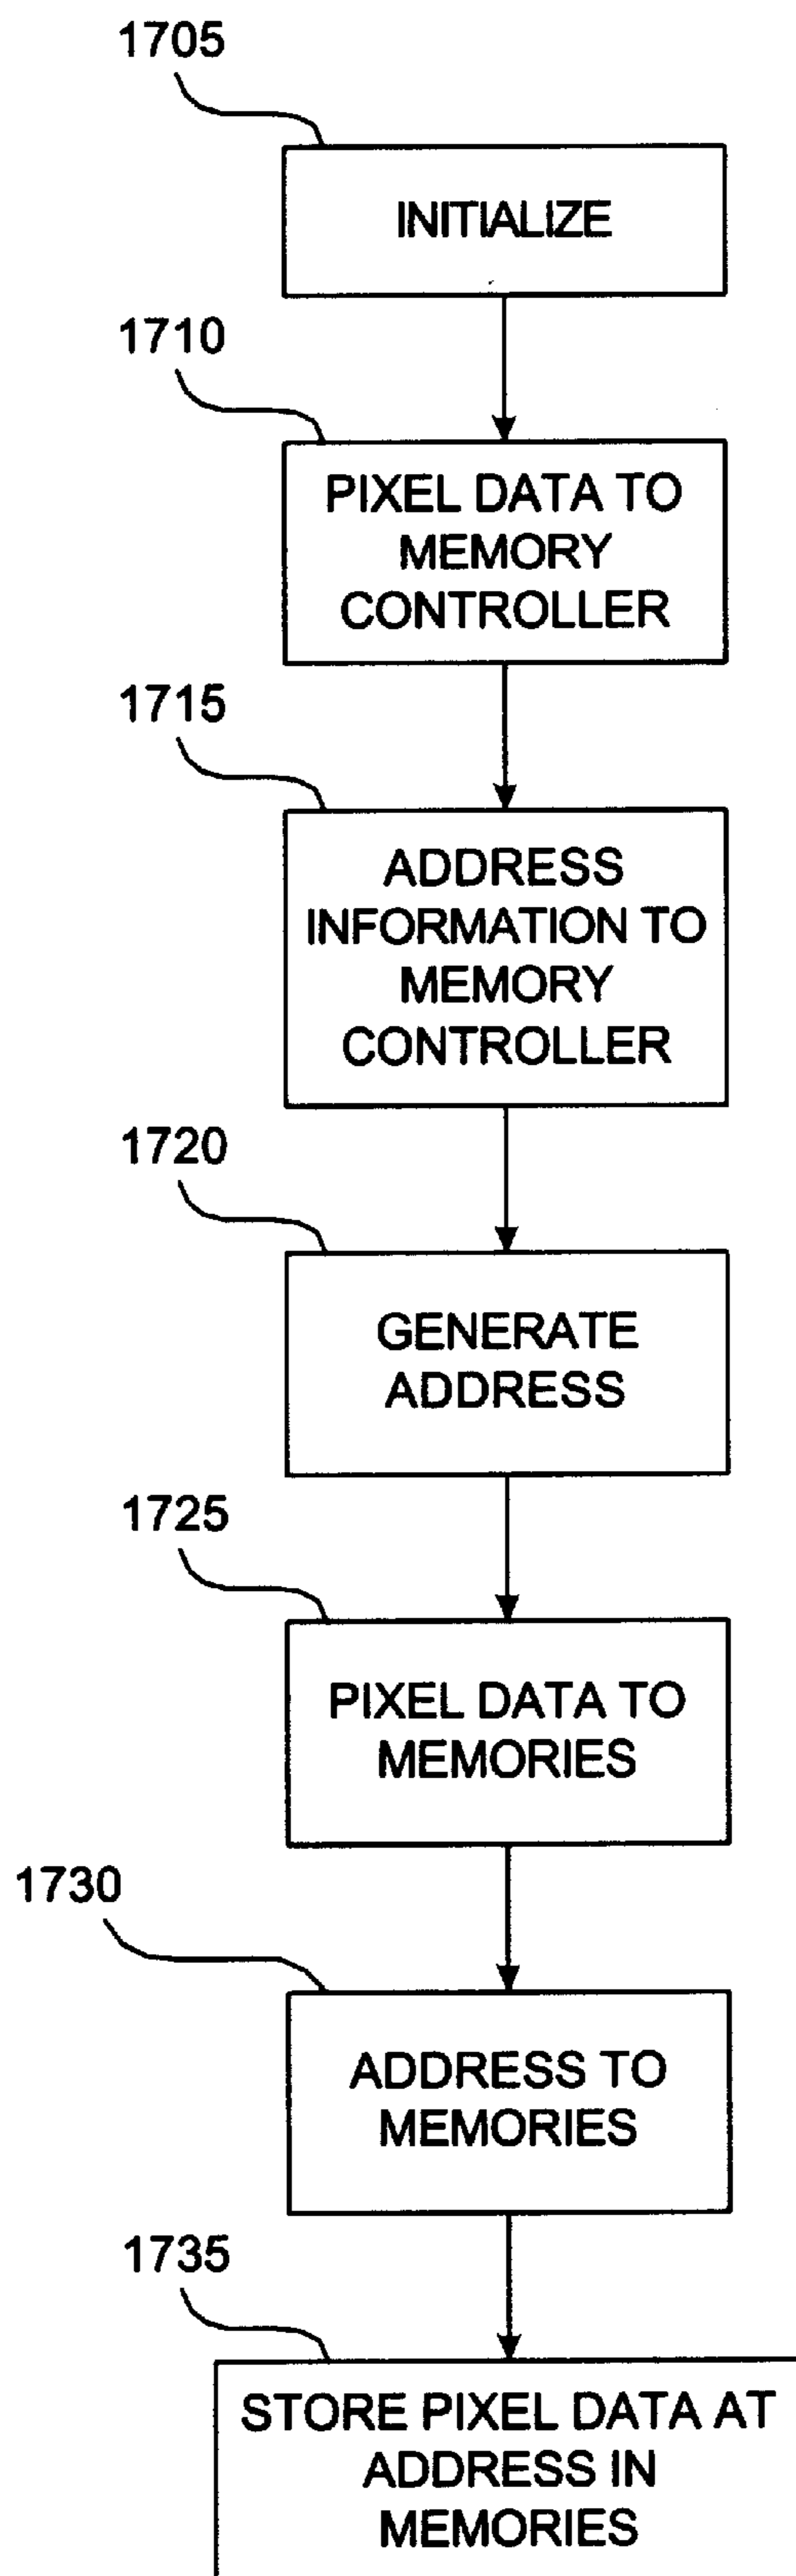 1705
INITIALIZE
1710
PIXEL DATA TO
MEMORY
CONTROLLER
1715
ADDRESS
INFORMATION TO
MEMORY
CONTROLLER
1720
GENERATE
ADDRESS
1725
PIXEL DATA TO
MEMORIES
1730
ADDRESS TO
MEMORIES
1735
STORE PIXEL DATA AT
ADDRESS IN
MEMORIES